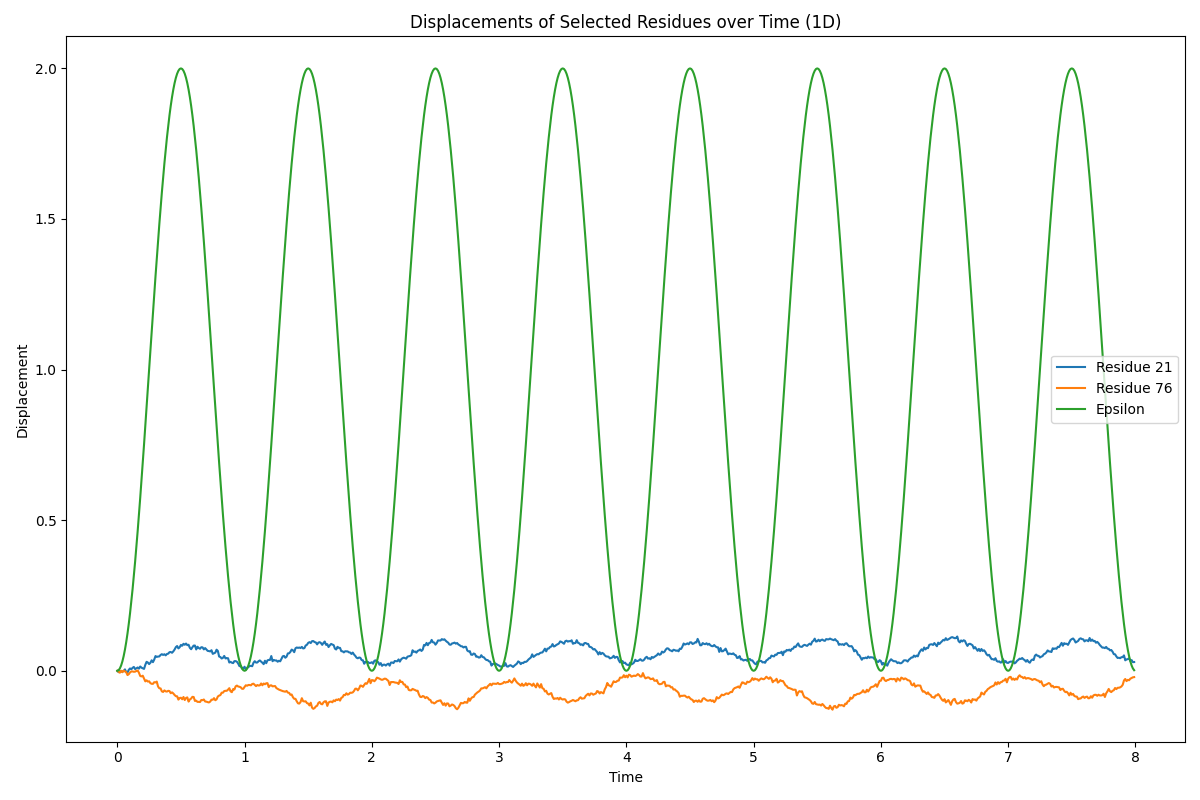 Displacements of Selected Residues over Time (1D)
Displacement
2.0
1.5
1.0
0.5
0.0
Residue 21
Residue 76
Epsilon
0 1 2 3 4 5 6 7 8
Time